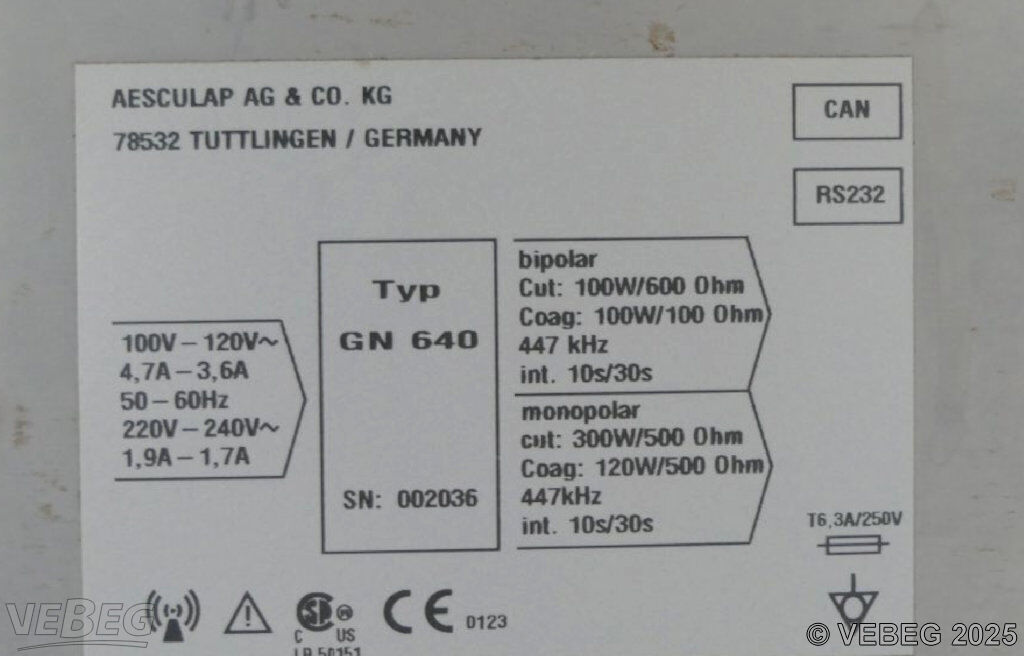 AESCULAP AG & CO. KG
78532 TUTTLINGEN / GERMANY
CAN
RS232
100V – 120V~
4,7A – 3,6A
50 – 60Hz
220V – 240V~
1,9A – 1,7A
Typ
GN 640
SN: 002036
bipolar
Cut: 100W/600 Ohm
Coag: 100W/100 Ohm
447 kHz
int. 10s/30s
monopolar
cut: 300W/500 Ohm
Coag: 120W/500 Ohm
447kHz
int. 10s/30s
T6,3A/250V
C US
LR 50151
CE 0123
VEBEG
© VEBEG 2025